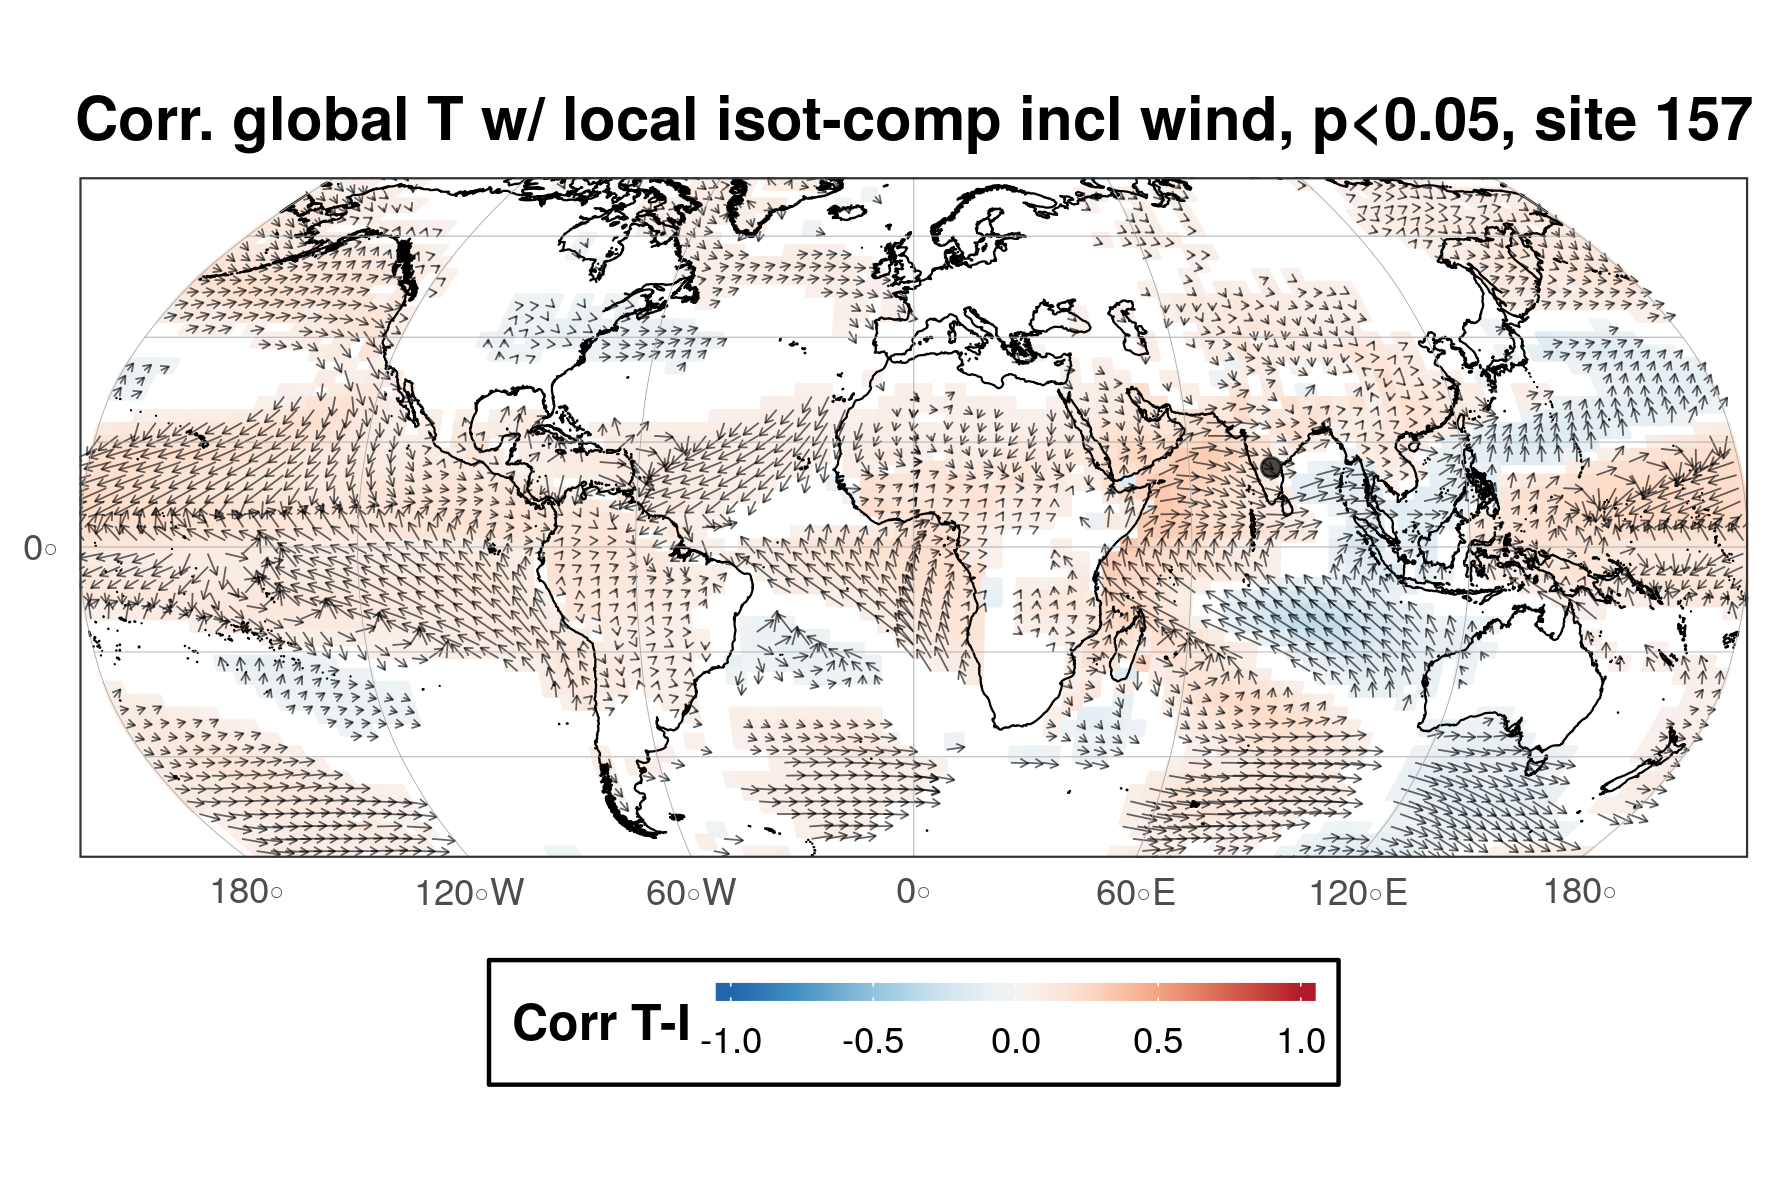 Corr. global T w/ local isot-comp incl wind, p<0.05, site 157
0○
180○ 120○W 60○W 0○ 60○E 120○E 180○
Corr T-I
-1.0 -0.5 0.0 0.5 1.0